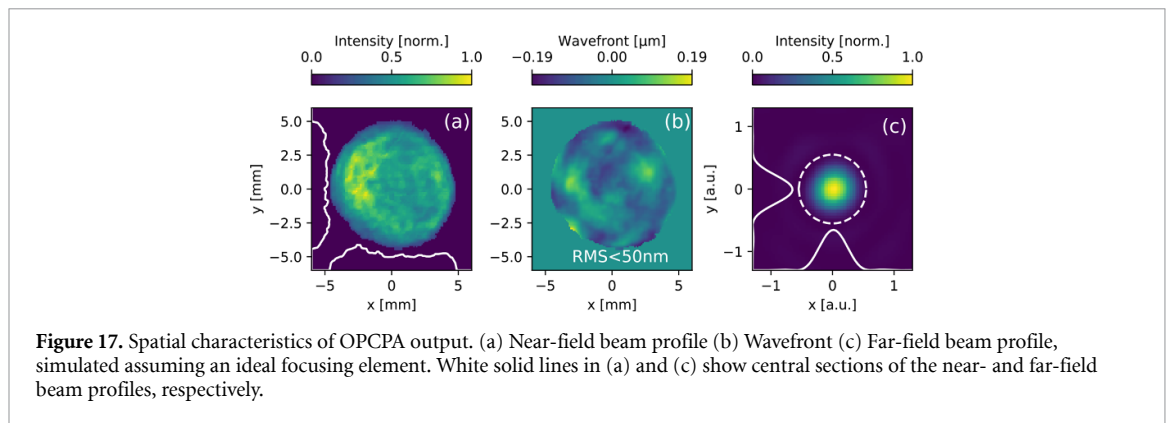 Intensity [norm.]
0.0 0.5 1.0
Wavefront [μm]
−0.19 0.00 0.19
Intensity [norm.]
0.0 0.5 1.0
(a)
5.0
2.5
0.0
−2.5
−5.0
y [mm]
−5 0 5
x [mm]
(b)
5.0
2.5
0.0
−2.5
−5.0
RMS<50nm
−5 0 5
x [mm]
(c)
1
0
−1
y [a.u.]
−1 0 1
x [a.u.]
Figure 17. Spatial characteristics of OPCPA output. (a) Near-field beam profile (b) Wavefront (c) Far-field beam profile,
simulated assuming an ideal focusing element. White solid lines in (a) and (c) show central sections of the near- and far-field
beam profiles, respectively.